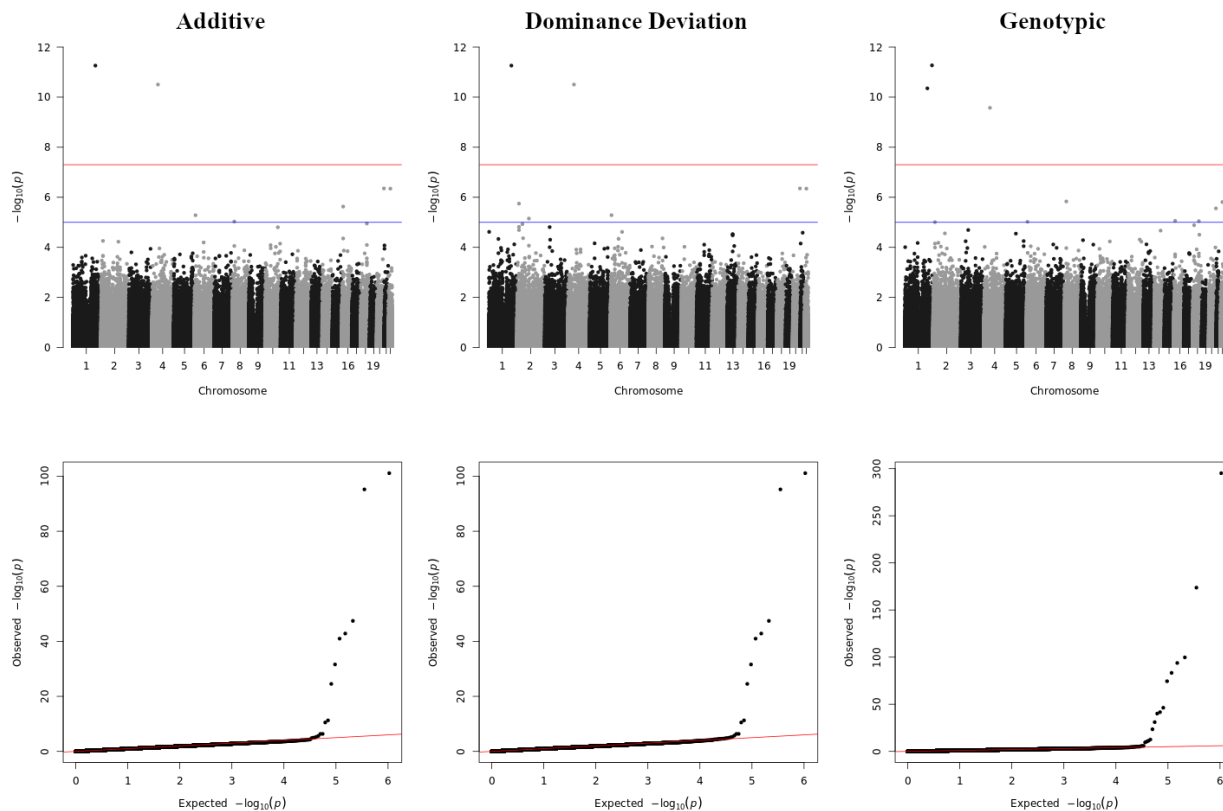 Additive
Dominance Deviation
Genotypic
12
10
8
6
4
2
0
−log10(p)
1 2 3 4 5 6 7 8 9 11 13 16 19
Chromosome
12
10
8
6
4
2
0
−log10(p)
1 2 3 4 5 6 7 8 9 11 13 16 19
Chromosome
12
10
8
6
4
2
0
−log10(p)
1 2 3 4 5 6 7 8 9 11 13 16 19
Chromosome
100
80
60
40
20
0
Observed −log10(p)
0 1 2 3 4 5 6
Expected −log10(p)
100
80
60
40
20
0
Observed −log10(p)
0 1 2 3 4 5 6
Expected −log10(p)
300
250
200
150
100
50
0
Observed −log10(p)
0 1 2 3 4 5 6
Expected −log10(p)